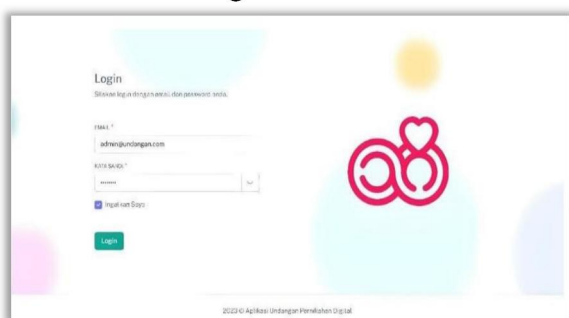 Login
Silakan login dengan email dan password anda.
EMAIL *
admin@undangan.com
KATA SANDI *
Ingatkan Saya
Login
2023 © Aplikasi Undangan Pernikahan Digital